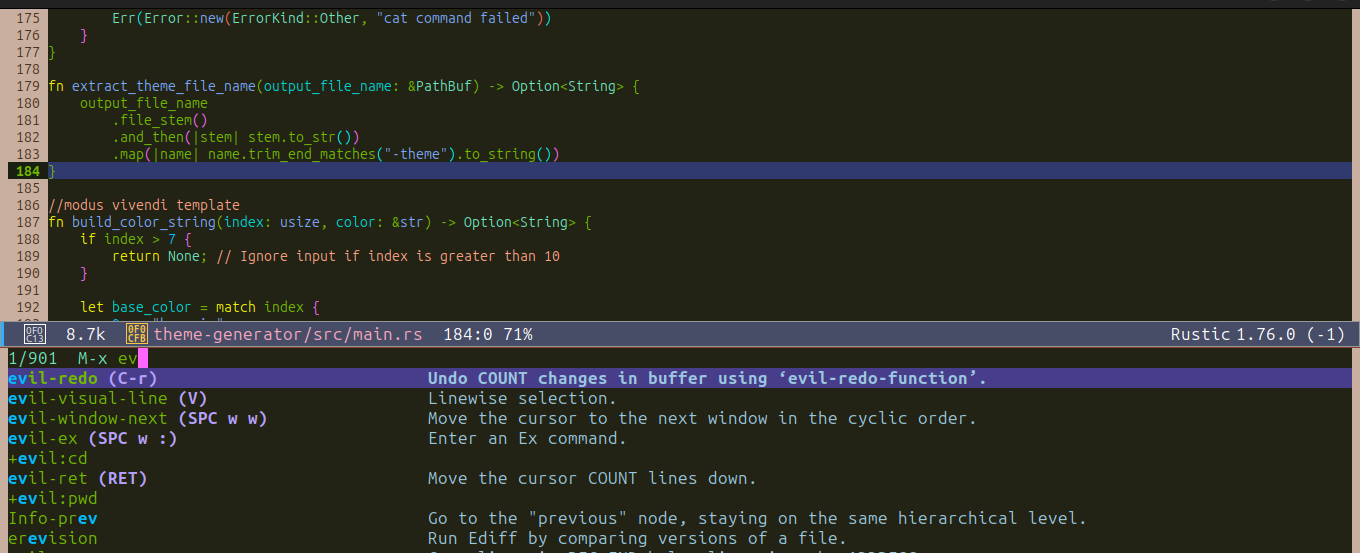 175         Err(Error::new(ErrorKind::Other, "cat command failed"))
176     }
177 }
178
179 fn extract_theme_file_name(output_file_name: &PathBuf) -> Option<String> {
180     output_file_name
181         .file_stem()
182         .and_then(|stem| stem.to_str())
183         .map(|name| name.trim_end_matches("-theme").to_string())
184 }
185
186 //modus vivendi template
187 fn build_color_string(index: usize, color: &str) -> Option<String> {
188     if index > 7 {
189         return None; // Ignore input if index is greater than 10
190     }
191
192     let base_color = match index {
193
0F0C13 8.7k 0F0CFB theme-generator/src/main.rs 184:0 71% Rustic 1.76.0 (-1)
1/901 M-x ev
evil-redo (C-r) Undo COUNT changes in buffer using ‘evil-redo-function’.
evil-visual-line (V) Linewise selection.
evil-window-next (SPC w w) Move the cursor to the next window in the cyclic order.
evil-ex (SPC w :) Enter an Ex command.
+evil:cd
evil-ret (RET) Move the cursor COUNT lines down.
+evil:pwd
Info-prev Go to the "previous" node, staying on the same hierarchical level.
erevision Run Ediff by comparing versions of a file.